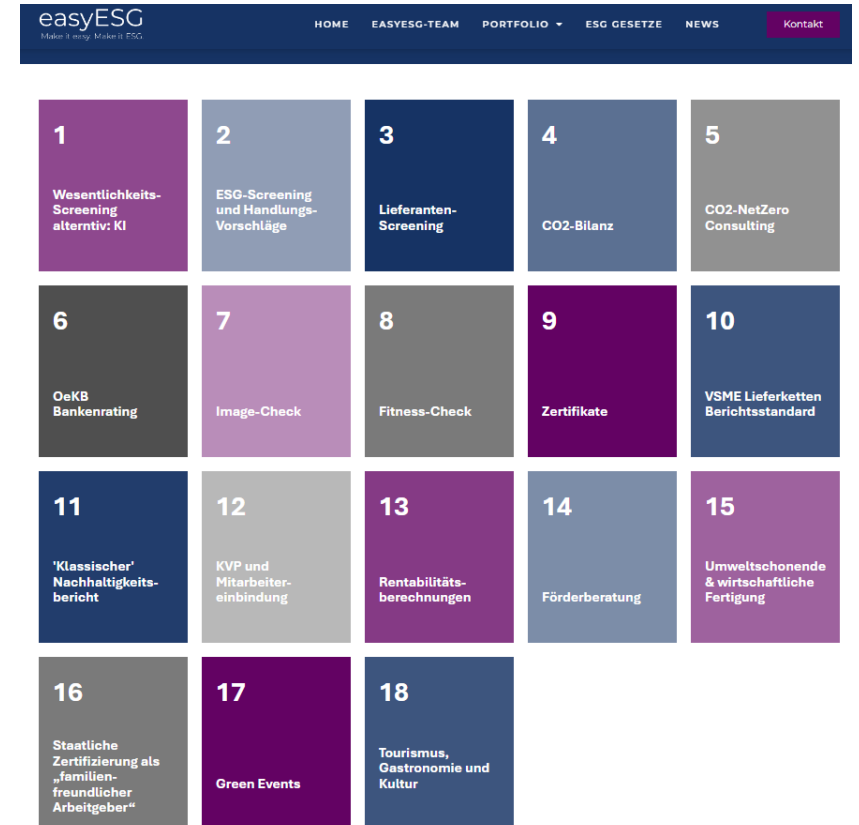 easyESG
Make it easy. Make it ESG.
HOME EASYESG-TEAM PORTFOLIO ESG GESETZE NEWS Kontakt
1
Wesentlichkeits-
Screening
alterntiv: KI
2
ESG-Screening
und Handlungs-
Vorschläge
3
Lieferanten-
Screening
4
CO2-Bilanz
5
CO2-NetZero
Consulting
6
OeKB
Bankenrating
7
Image-Check
8
Fitness-Check
9
Zertifikate
10
VSME Lieferketten
Berichtsstandard
11
'Klassischer'
Nachhaltigkeits-
bericht
12
KVP und
Mitarbeiter-
einbindung
13
Rentabilitäts-
berechnungen
14
Förderberatung
15
Umweltschonende
& wirtschaftliche
Fertigung
16
Staatliche
Zertifizierung als
„familien-
freundlicher
Arbeitgeber“
17
Green Events
18
Tourismus,
Gastronomie und
Kultur